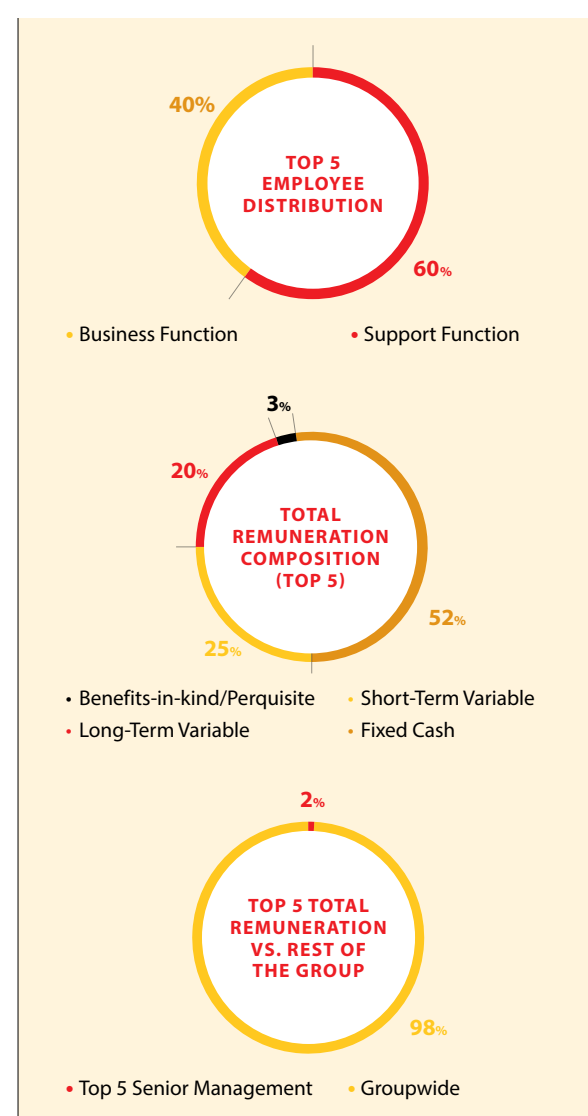 40%
TOP 5
EMPLOYEE
DISTRIBUTION
60%
• Business Function • Support Function
3%
20%
TOTAL
REMUNERATION
COMPOSITION
(TOP 5)
52%
25%
• Benefits-in-kind/Perquisite • Short-Term Variable
• Long-Term Variable • Fixed Cash
2%
TOP 5 TOTAL
REMUNERATION
VS. REST OF
THE GROUP
98%
• Top 5 Senior Management • Groupwide